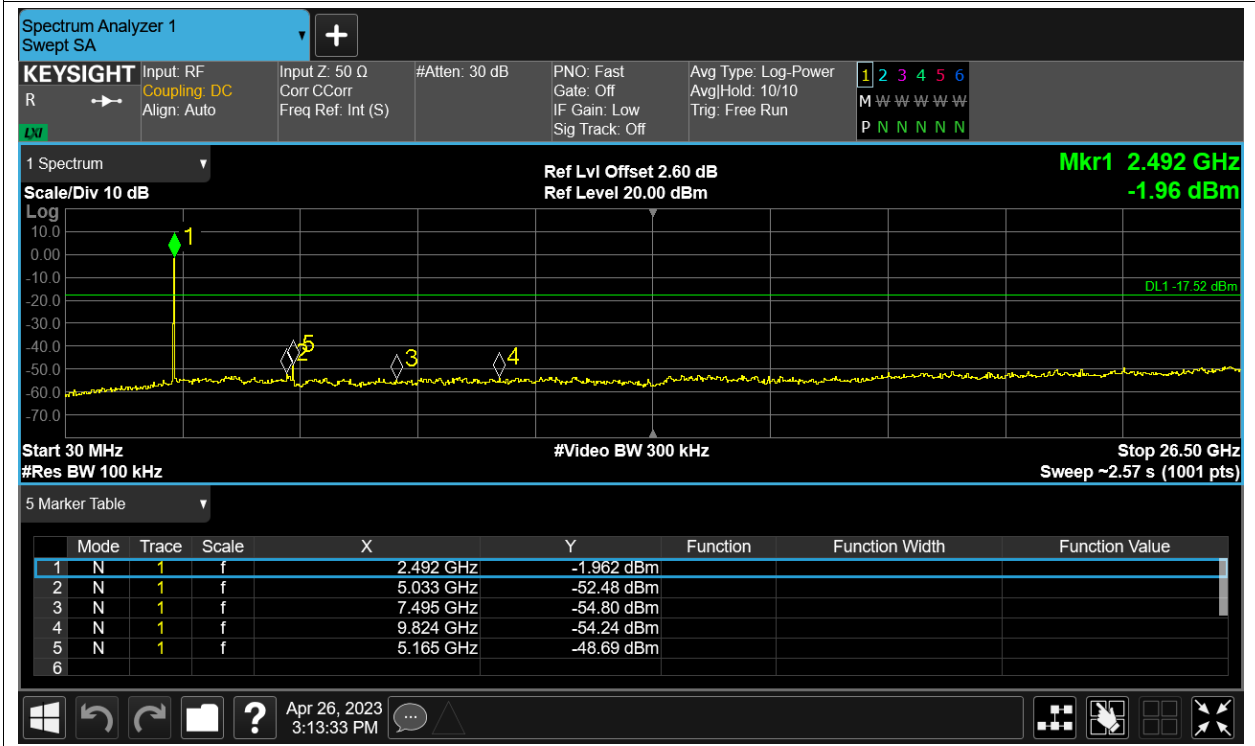 Spectrum Analyzer 1
Swept SA
+
KEYSIGHT Input: RF Input Z: 50 Ω #Atten: 30 dB PNO: Fast Avg Type: Log-Power 1 2 3 4 5 6
R Coupling: DC Corr CCorr Gate: Off Avg|Hold: 10/10 M W W W W W
Align: Auto Freq Ref: Int (S) IF Gain: Low Trig: Free Run
LXI Sig Track: Off P N N N N N
1 Spectrum Ref Lvl Offset 2.60 dB Mkr1 2.492 GHz
Scale/Div 10 dB Ref Level 20.00 dBm -1.96 dBm
Log
10.0 1
0.00
-10.0
DL1 -17.52 dBm
-20.0
-30.0
-40.0 5
2 3 4
-50.0
-60.0
-70.0
Start 30 MHz #Video BW 300 kHz Stop 26.50 GHz
#Res BW 100 kHz Sweep ~2.57 s (1001 pts)
5 Marker Table
Mode Trace Scale X Y Function Function Width Function Value
1 N 1 f 2.492 GHz -1.962 dBm
2 N 1 f 5.033 GHz -52.48 dBm
3 N 1 f 7.495 GHz -54.80 dBm
4 N 1 f 9.824 GHz -54.24 dBm
5 N 1 f 5.165 GHz -48.69 dBm
6
? Apr 26, 2023
3:13:33 PM